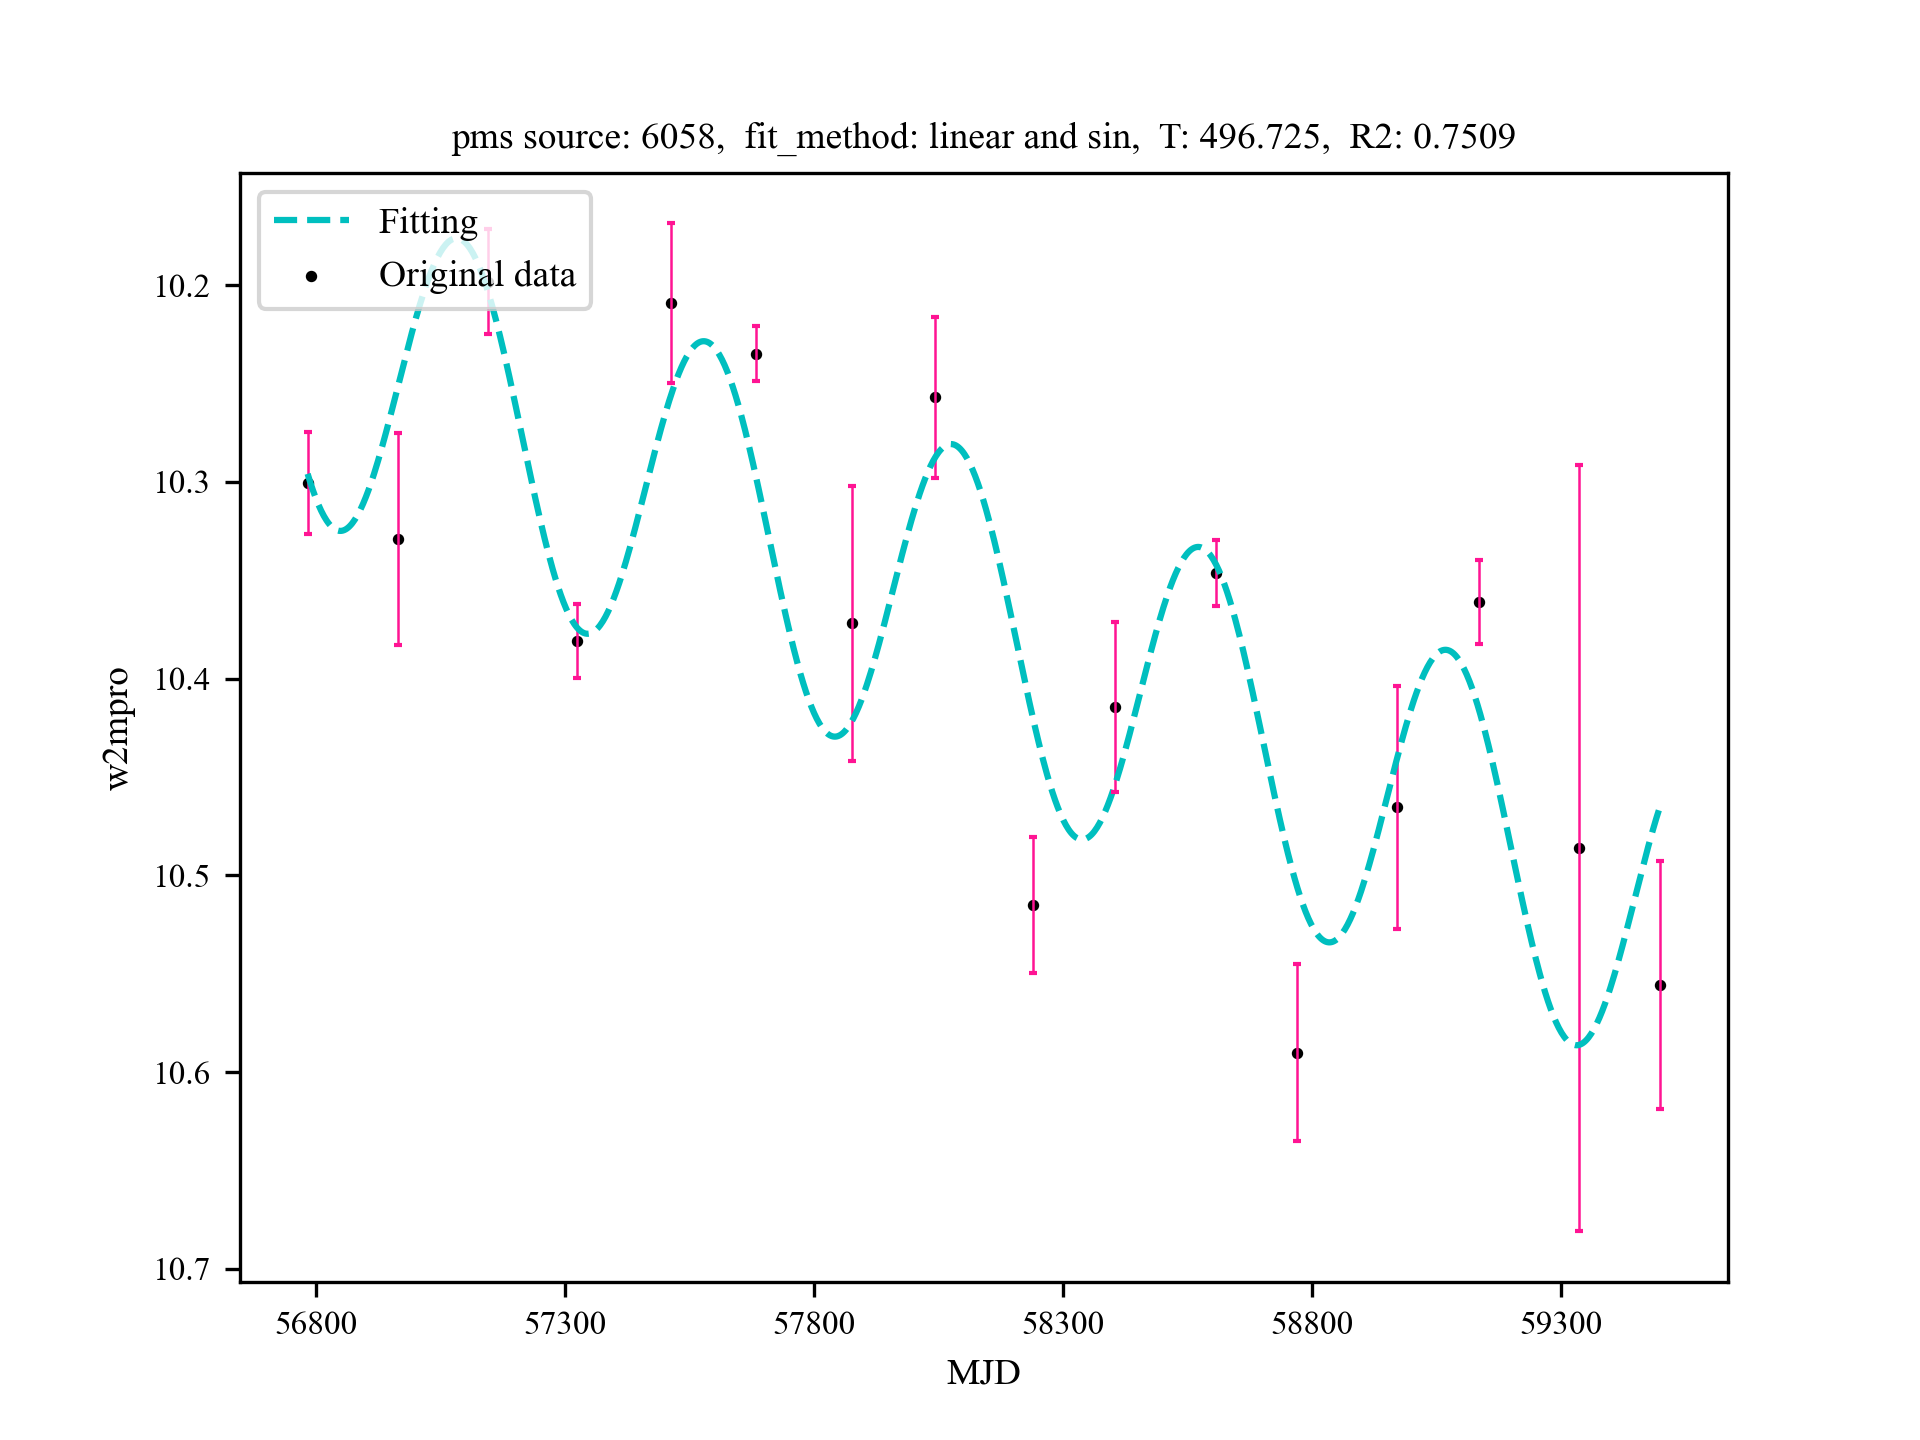 pms source: 6058,  fit_method: linear and sin,  T: 496.725,  R2: 0.7509
Fitting
Original data
10.2
10.3
10.4
10.5
10.6
10.7
w2mpro
56800 57300 57800 58300 58800 59300
MJD